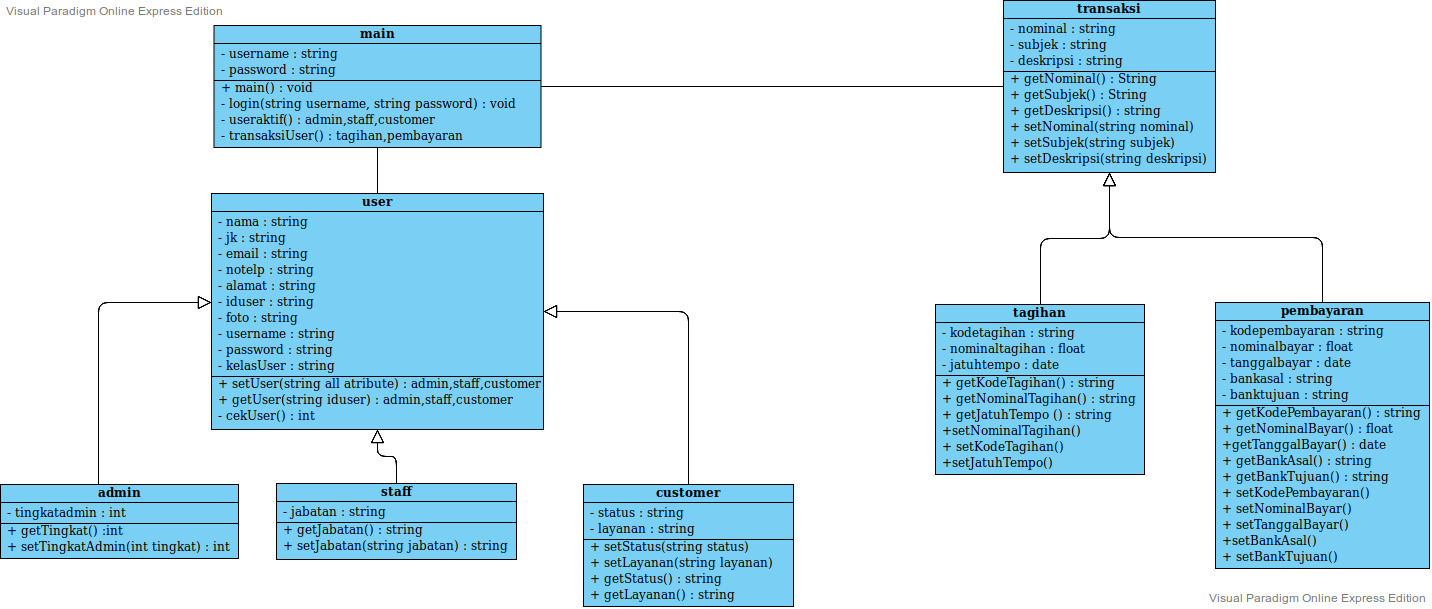 Visual Paradigm Online Express Edition
main
- username : string
- password : string
+ main() : void
- login(string username, string password) : void
- useraktif() : admin,staff,customer
- transaksiUser() : tagihan,pembayaran
transaksi
- nominal : string
- subjek : string
- deskripsi : string
+ getNominal() : String
+ getSubjek() : String
+ getDeskripsi() : string
+ setNominal(string nominal)
+ setSubjek(string subjek)
+ setDeskripsi(string deskripsi)
user
- nama : string
- jk : string
- email : string
- notelp : string
- alamat : string
- iduser : string
- foto : string
- username : string
- password : string
- kelasUser : string
+ setUser(string all atribute) : admin,staff,customer
+ getUser(string iduser) : admin,staff,customer
- cekUser() : int
tagihan
- kodetagihan : string
- nominaltagihan : float
- jatuhtempo : date
+ getKodeTagihan() : string
+ getNominalTagihan() : string
+ getJatuhTempo () : string
+setNominalTagihan()
+ setKodeTagihan()
+setJatuhTempo()
pembayaran
- kodepembayaran : string
- nominalbayar : float
- tanggalbayar : date
- bankasal : string
- banktujuan : string
+ getKodePembayaran() : string
+ getNominalBayar() : float
+getTanggalBayar() : date
+ getBankAsal() : string
+ getBankTujuan() : string
+ setKodePembayaran()
+ setNominalBayar()
+ setTanggalBayar()
+setBankAsal()
+ setBankTujuan()
admin
- tingkatadmin : int
+ getTingkat() :int
+ setTingkatAdmin(int tingkat) : int
staff
- jabatan : string
+ getJabatan() : string
+ setJabatan(string jabatan) : string
customer
- status : string
- layanan : string
+ setStatus(string status)
+ setLayanan(string layanan)
+ getStatus() : string
+ getLayanan() : string
Visual Paradigm Online Express Edition